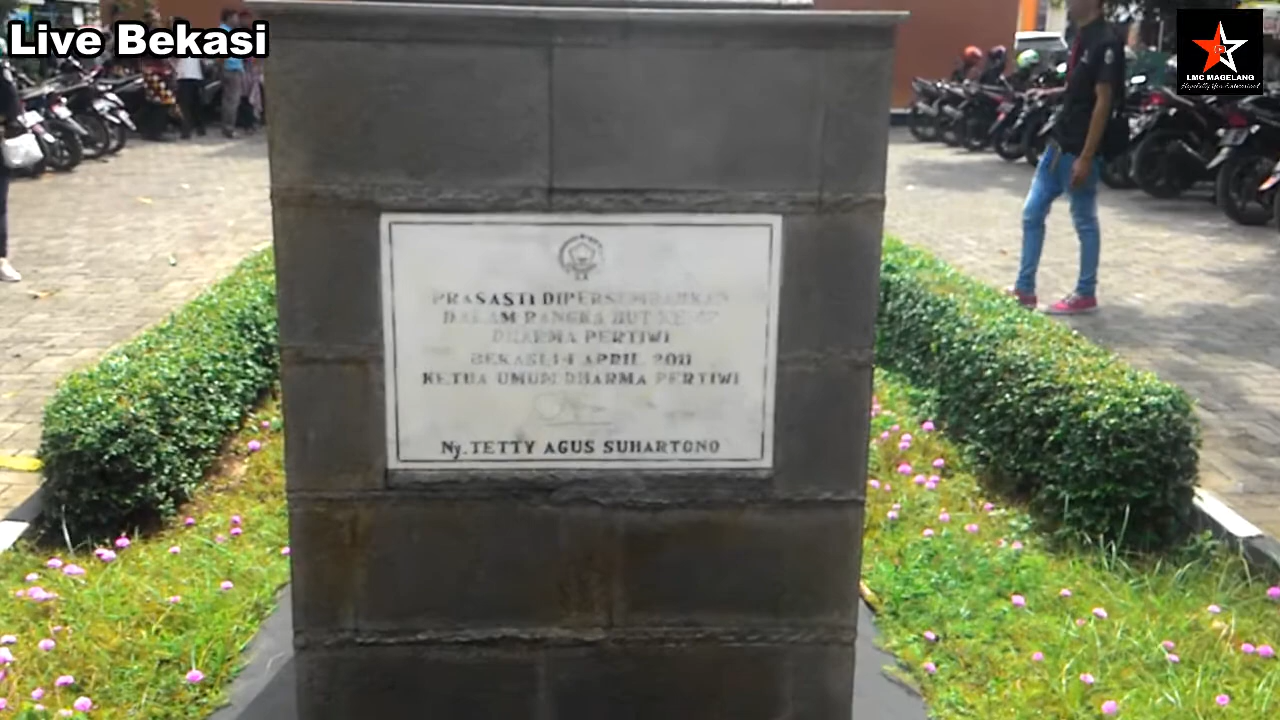 Live Bekasi
LMC MAGELANG
PRASASTI DIPERSEMBAHKAN
DALAM RANGKA HUT KE-47
DHARMA PERTIWI
BEKASI, 14 APRIL 2011
KETUA UMUM DHARMA PERTIWI
Ny. TETTY AGUS SUHARTONO